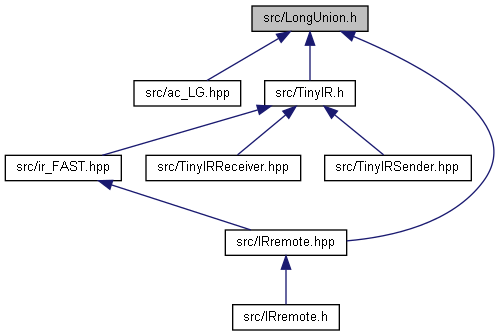 src/LongUnion.h
src/ac_LG.hpp
src/TinyIR.h
src/ir_FAST.hpp
src/TinyIRReceiver.hpp
src/TinyIRSender.hpp
src/IRremote.hpp
src/IRremote.h